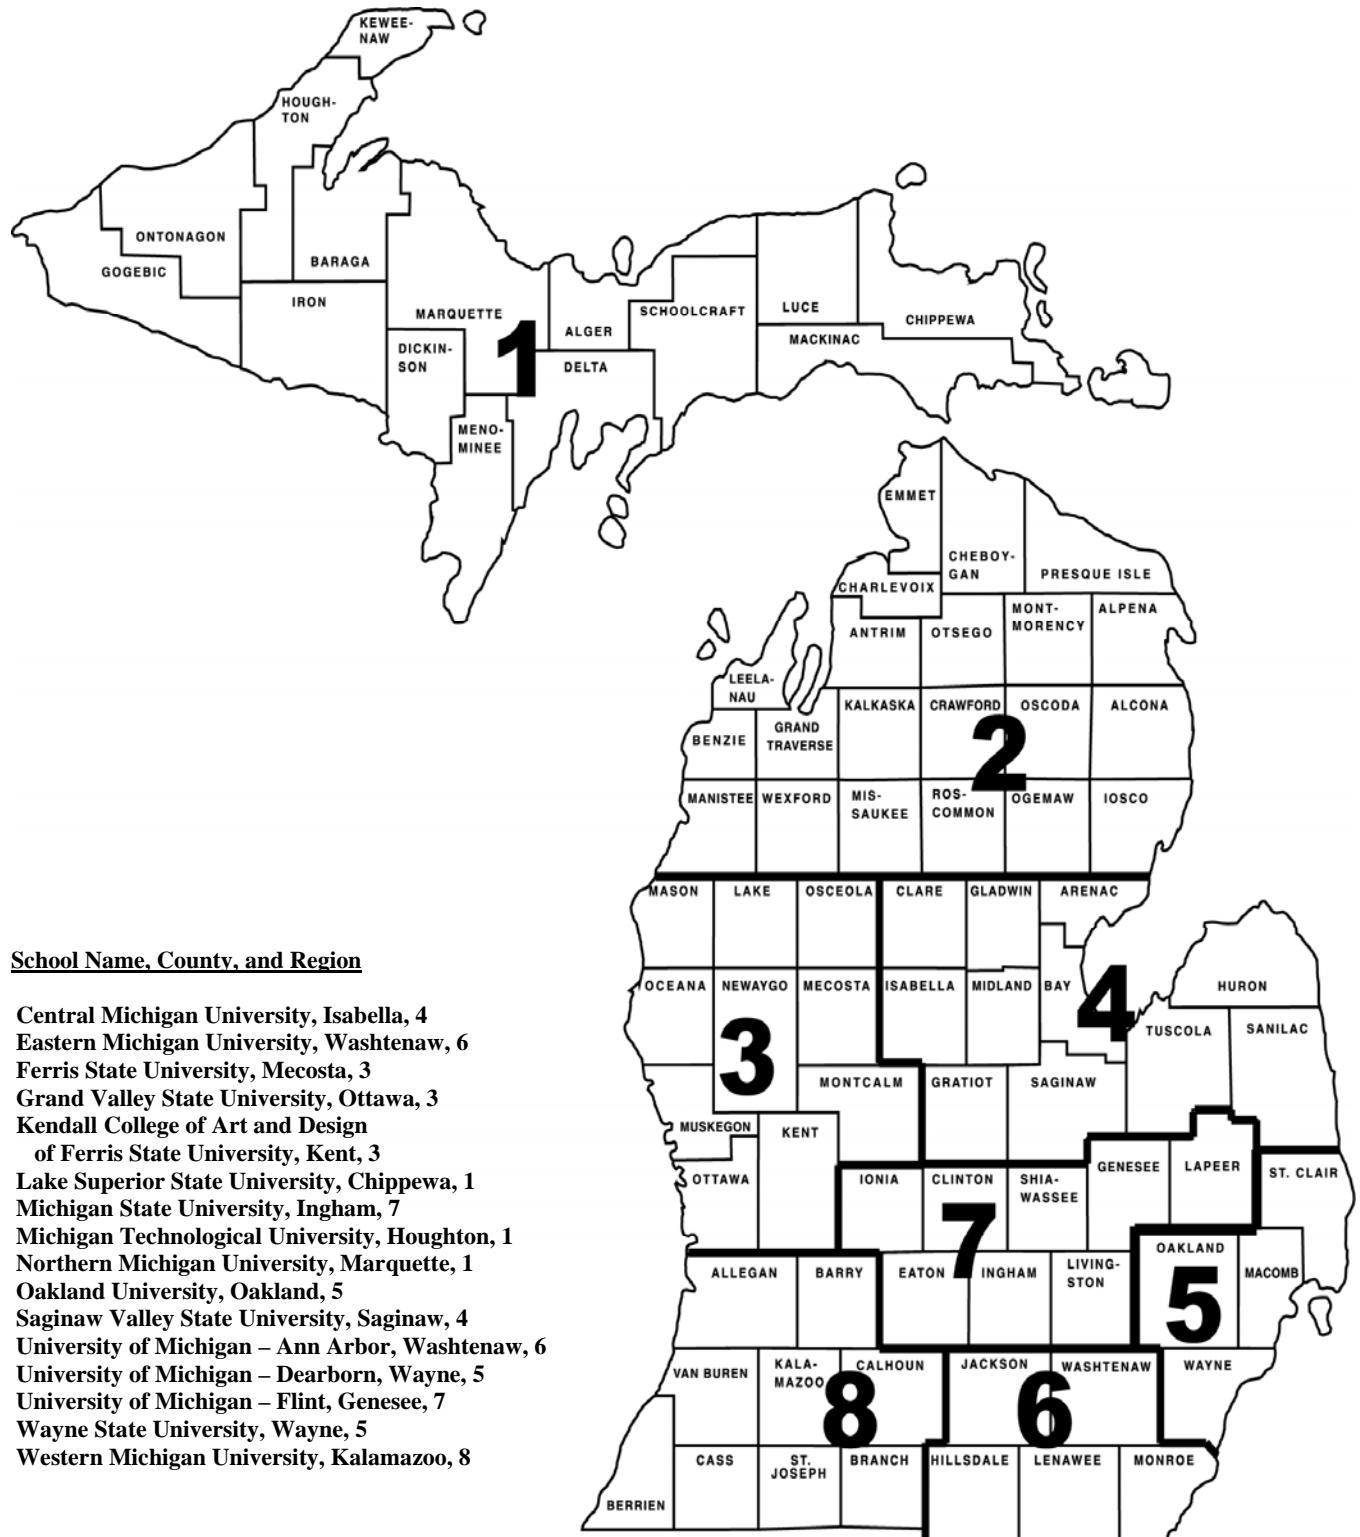 KEWEE-
NAW
HOUGH-
TON
ONTONAGON
GOGEBIC
BARAGA
IRON
MARQUETTE
DICKIN-
SON
1
ALGER
SCHOOLCRAFT
LUCE
CHIPPEWA
MACKINAC
DELTA
MENO-
MINEE
EMMET
CHEBOY-
GAN
PRESQUE ISLE
CHARLEVOIX
ANTRIM
OTSEGO
MONT-
MORENCY
ALPENA
LEELA-
NAU
BENZIE
GRAND
TRAVERSE
KALKASKA
CRAWFORD
OSCODA
ALCONA
2
MANISTEE
WEXFORD
MIS-
SAUKEE
ROS-
COMMON
OGEMAW
IOSCO
MASON
LAKE
OSCEOLA
CLARE
GLADWIN
ARENAC
OCEANA
NEWAYGO
MECOSTA
ISABELLA
MIDLAND
BAY
4
HURON
TUSCOLA
SANILAC
3
MONTCALM
GRATIOT
SAGINAW
MUSKEGON
KENT
OTTAWA
IONIA
CLINTON
SHIA-
WASSEE
GENESEE
LAPEER
ST. CLAIR
7
ALLEGAN
BARRY
EATON
INGHAM
LIVING-
STON
OAKLAND
MACOMB
5
VAN BUREN
KALA-
MAZOO
CALHOUN
JACKSON
WASHTENAW
WAYNE
8
6
BERRIEN
CASS
ST.
JOSEPH
BRANCH
HILLSDALE
LENAWEE
MONROE
School Name, County, and Region
Central Michigan University, Isabella, 4
Eastern Michigan University, Washtenaw, 6
Ferris State University, Mecosta, 3
Grand Valley State University, Ottawa, 3
Kendall College of Art and Design
of Ferris State University, Kent, 3
Lake Superior State University, Chippewa, 1
Michigan State University, Ingham, 7
Michigan Technological University, Houghton, 1
Northern Michigan University, Marquette, 1
Oakland University, Oakland, 5
Saginaw Valley State University, Saginaw, 4
University of Michigan – Ann Arbor, Washtenaw, 6
University of Michigan – Dearborn, Wayne, 5
University of Michigan – Flint, Genesee, 7
Wayne State University, Wayne, 5
Western Michigan University, Kalamazoo, 8